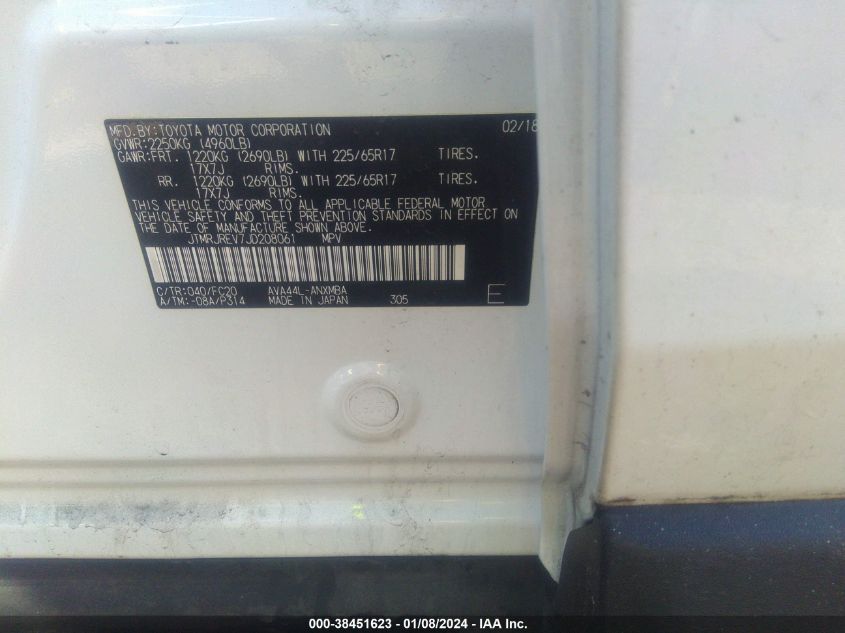 MFD.BY:TOYOTA MOTOR CORPORATION 02/18
GVWR:2250KG (4960LB)
GAWR:FRT. 1220KG (2690LB) WITH 225/65R17 TIRES.
17X7J RIMS.
RR. 1220KG (2690LB) WITH 225/65R17 TIRES.
17X7J RIMS.
THIS VEHICLE CONFORMS TO ALL APPLICABLE FEDERAL MOTOR
VEHICLE SAFETY AND THEFT PREVENTION STANDARDS IN EFFECT ON
THE DATE OF MANUFACTURE SHOWN ABOVE.
JTMRJREV7JD208061 MPV
C/TR:040/FC20 AVA44L-ANXMBA
A/TM:-08A/P314 MADE IN JAPAN 305 E
000-38451623 - 01/08/2024 - IAA Inc.